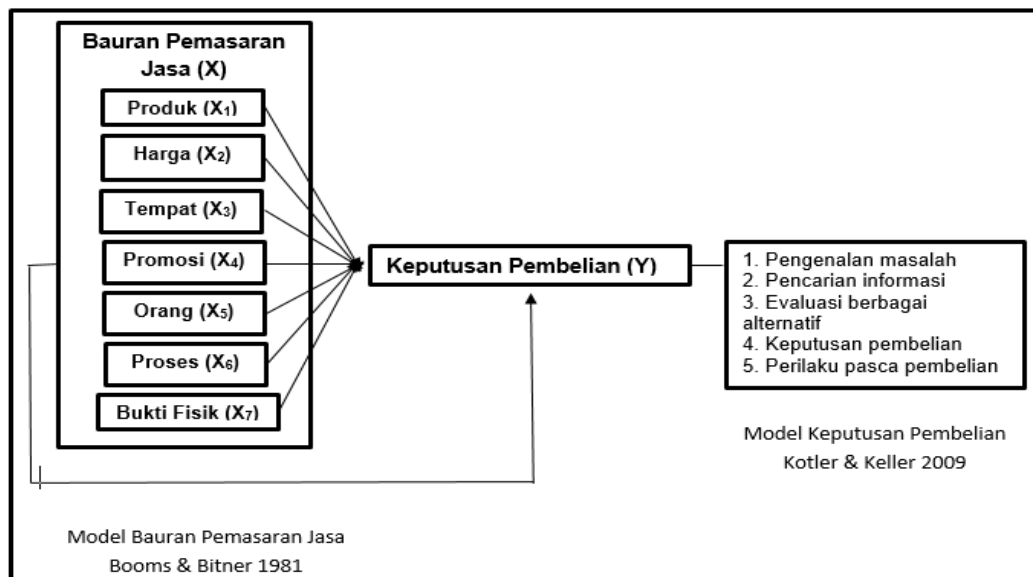 Bauran Pemasaran
Jasa (X)
Produk (X₁)
Harga (X₂)
Tempat (X₃)
Promosi (X₄)
Orang (X₅)
Proses (X₆)
Bukti Fisik (X₇)
Keputusan Pembelian (Y)
1. Pengenalan masalah
2. Pencarian informasi
3. Evaluasi berbagai
alternatif
4. Keputusan pembelian
5. Perilaku pasca pembelian
Model Keputusan Pembelian
Kotler & Keller 2009
Model Bauran Pemasaran Jasa
Booms & Bitner 1981